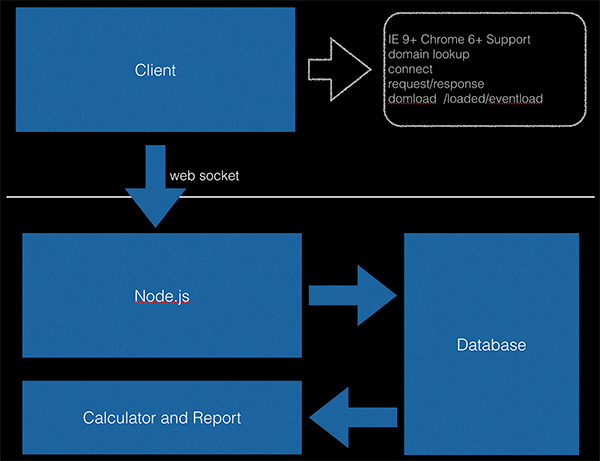 Client
IE 9+ Chrome 6+ Support
domain lookup
connect
request/response
domload /loaded/eventload
web socket
Node.js
Database
Calculator and Report